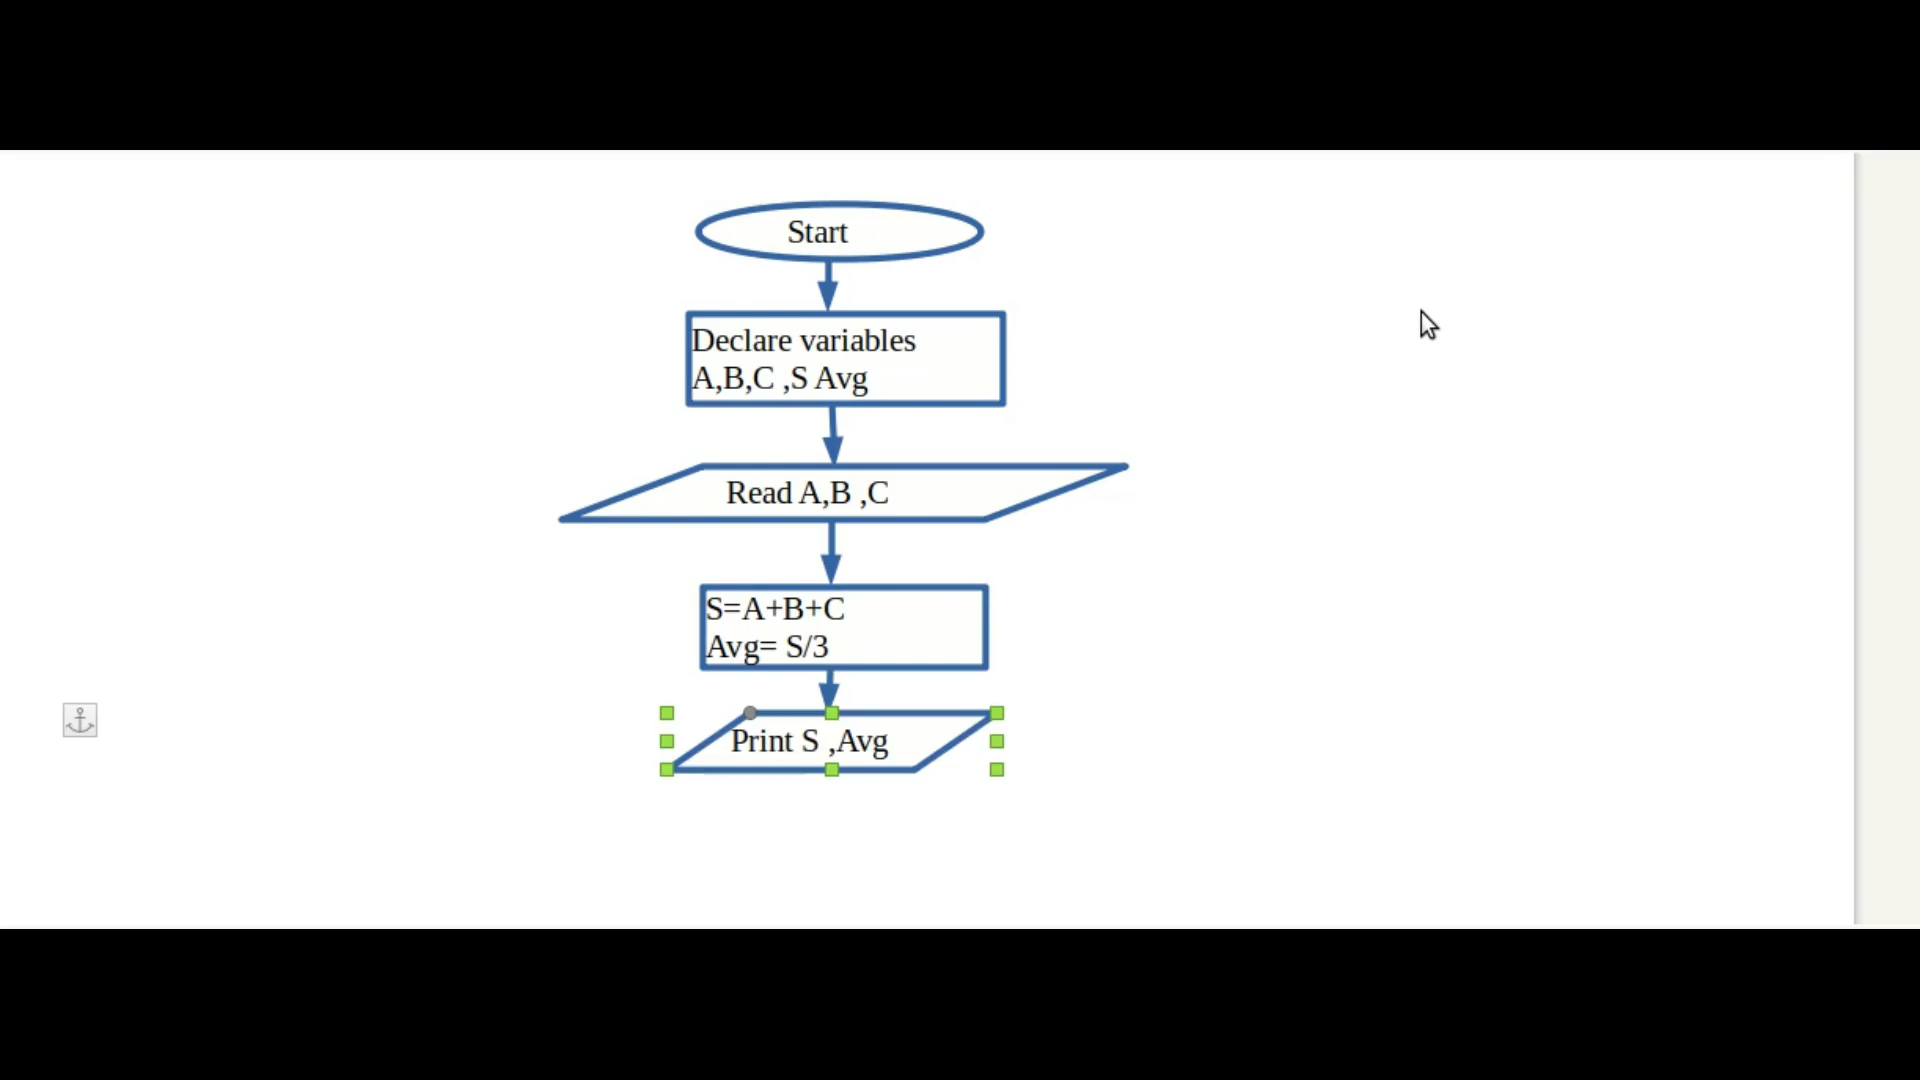 Start
Declare variables
A,B,C ,S Avg
Read A,B ,C
S=A+B+C
Avg= S/3
Print S ,Avg